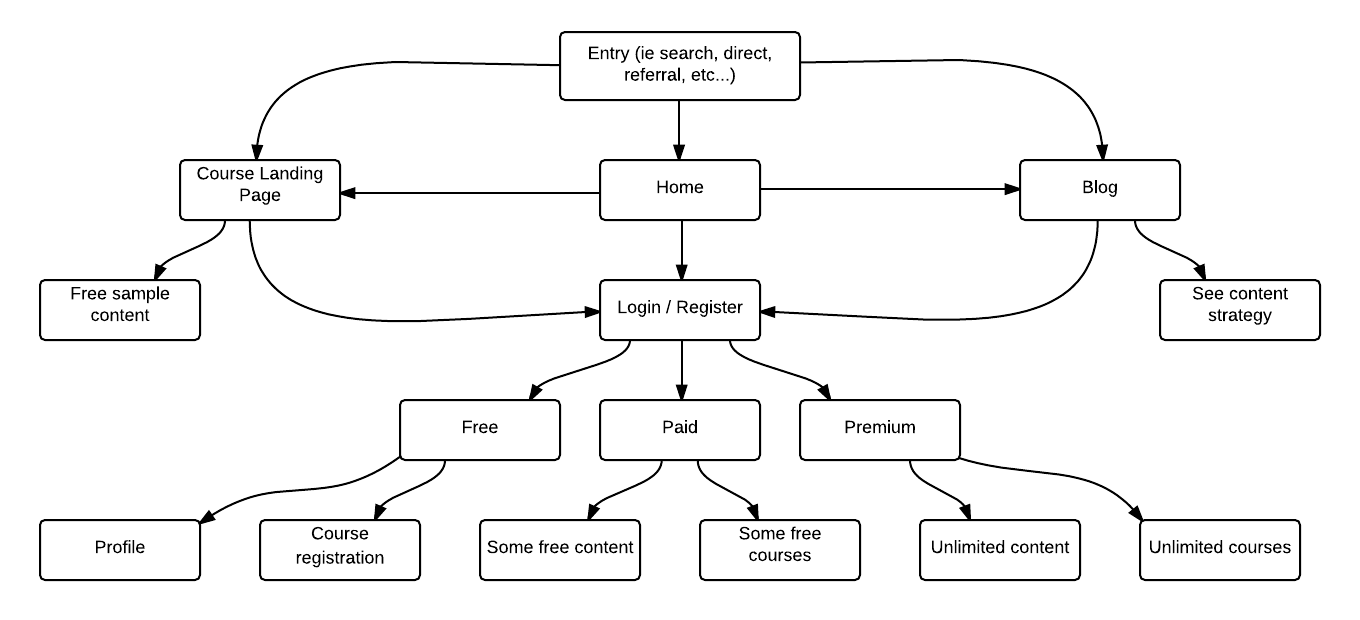 Entry (ie search, direct,
referral, etc...)
Course Landing
Page
Home
Blog
Free sample
content
Login / Register
See content
strategy
Free
Paid
Premium
Profile
Course
registration
Some free content
Some free
courses
Unlimited content
Unlimited courses